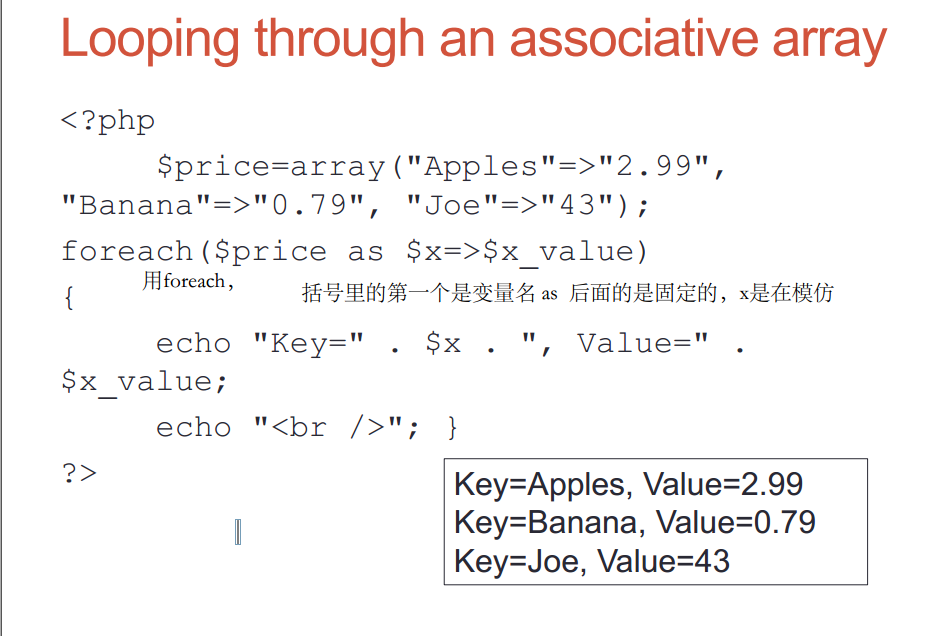 Looping through an associative array
<?php
$price=array("Apples"=>"2.99",
"Banana"=>"0.79", "Joe"=>"43");
foreach($price as $x=>$x_value)
用foreach，
{
括号里的第一个是变量名 as 后面的是固定的，x是在模仿
echo "Key=" . $x . ", Value=" .
$x_value;
echo "<br />"; }
?>
Key=Apples, Value=2.99
Key=Banana, Value=0.79
Key=Joe, Value=43